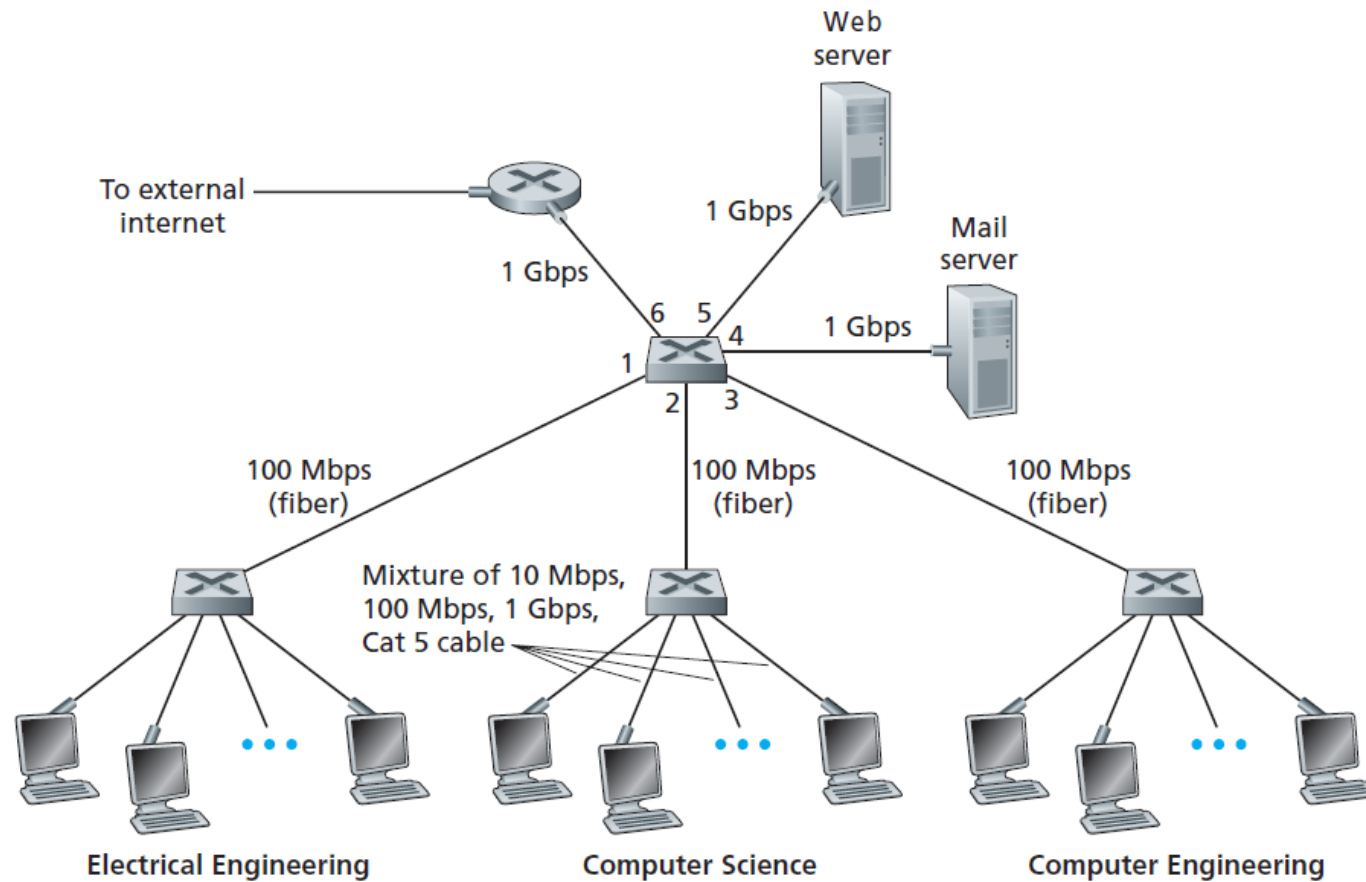 Web
server
To external
internet
1 Gbps
Mail
server
1 Gbps
6 5
4
1 Gbps
1
2 3
100 Mbps
(fiber)
100 Mbps
(fiber)
100 Mbps
(fiber)
Mixture of 10 Mbps,
100 Mbps, 1 Gbps,
Cat 5 cable
Electrical Engineering
Computer Science
Computer Engineering